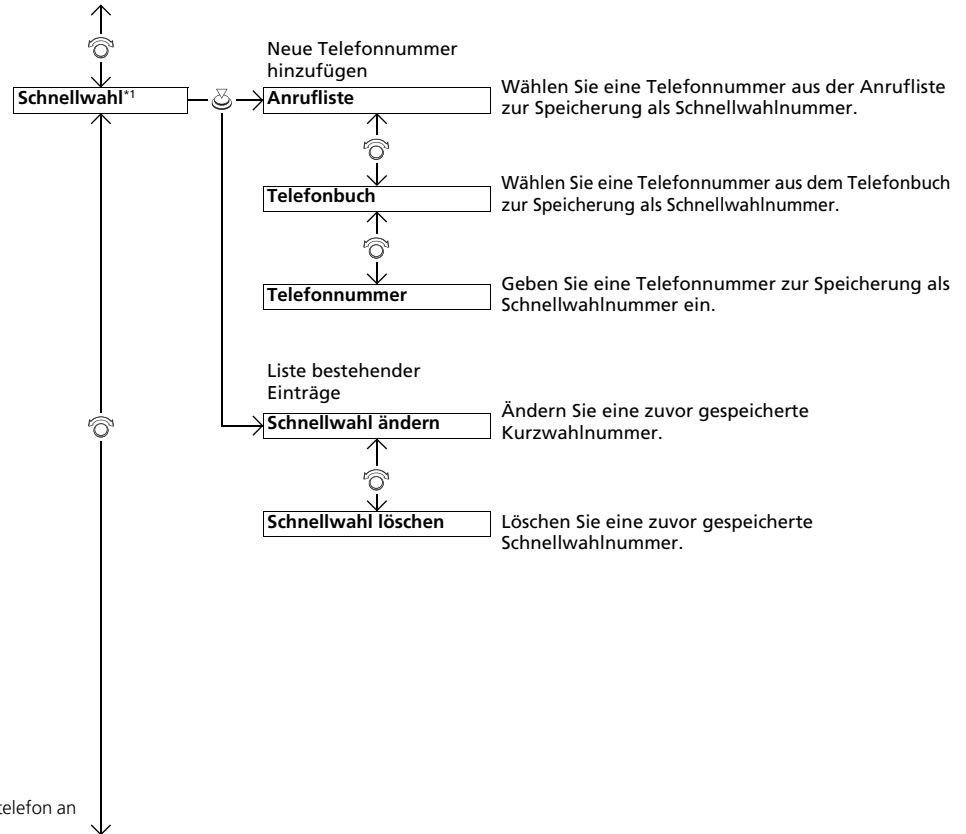 Neue Telefonnummer
hinzufügen
Schnellwahl*1
Anrufliste
Wählen Sie eine Telefonnummer aus der Anrufliste
zur Speicherung als Schnellwahlnummer.
Telefonbuch
Wählen Sie eine Telefonnummer aus dem Telefonbuch
zur Speicherung als Schnellwahlnummer.
Telefonnummer
Geben Sie eine Telefonnummer zur Speicherung als
Schnellwahlnummer ein.
Liste bestehender
Einträge
Schnellwahl ändern
Ändern Sie eine zuvor gespeicherte
Kurzwahlnummer.
Schnellwahl löschen
Löschen Sie eine zuvor gespeicherte
Schnellwahlnummer.
telefon an